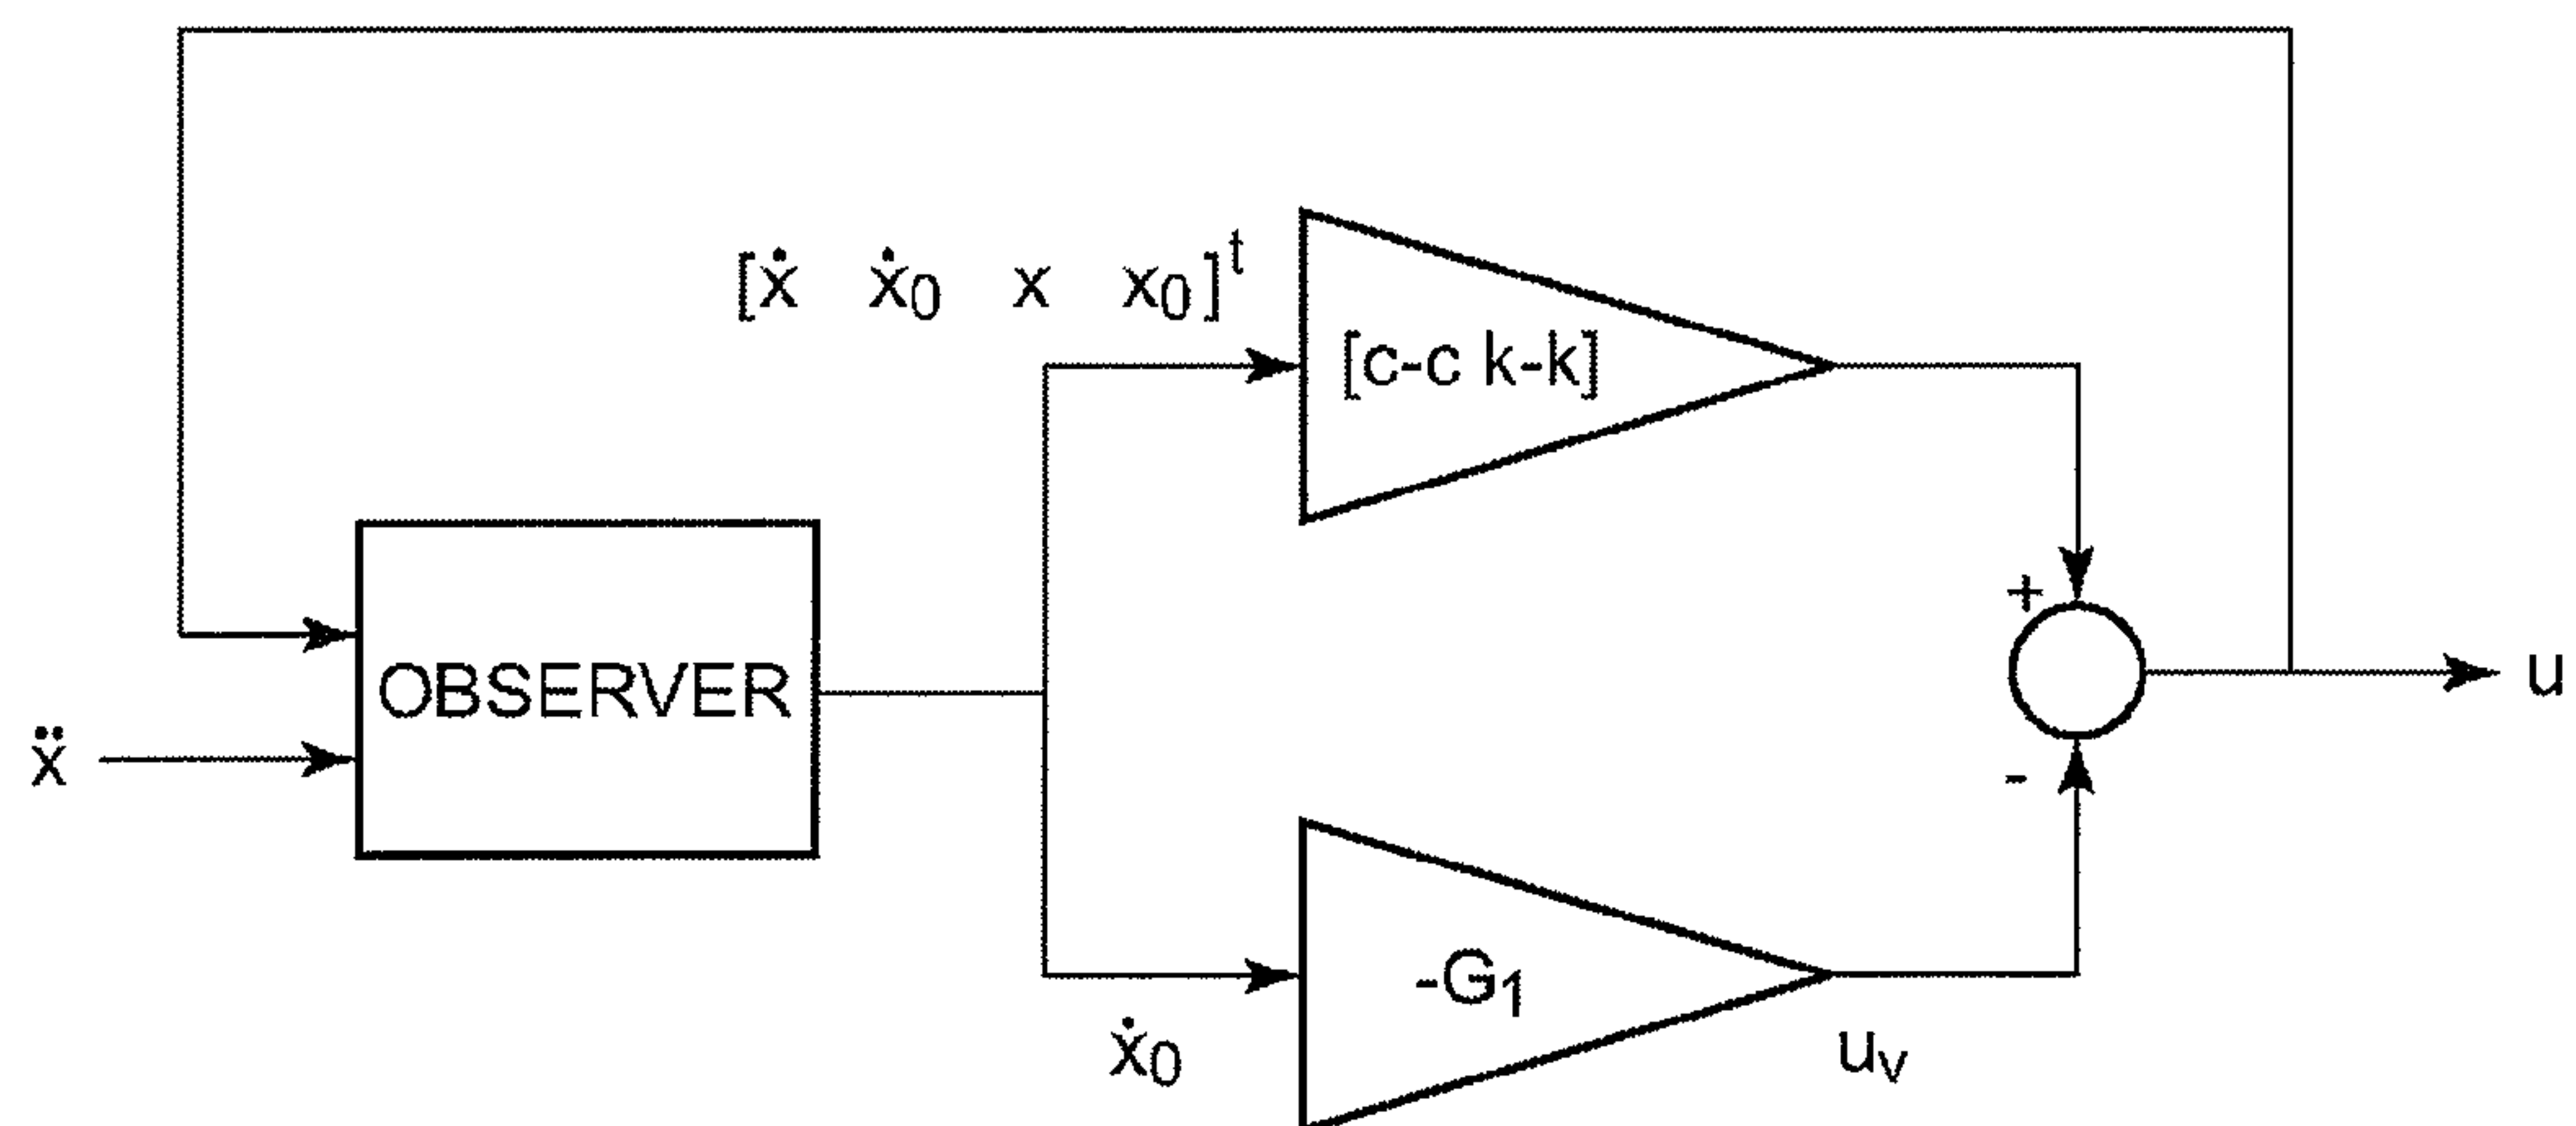 [ẋ ẋ₀ x x₀]ᵗ
[c-c k-k]
+
OBSERVER
u
ẍ
-
-G₁
ẋ₀
uᵥ